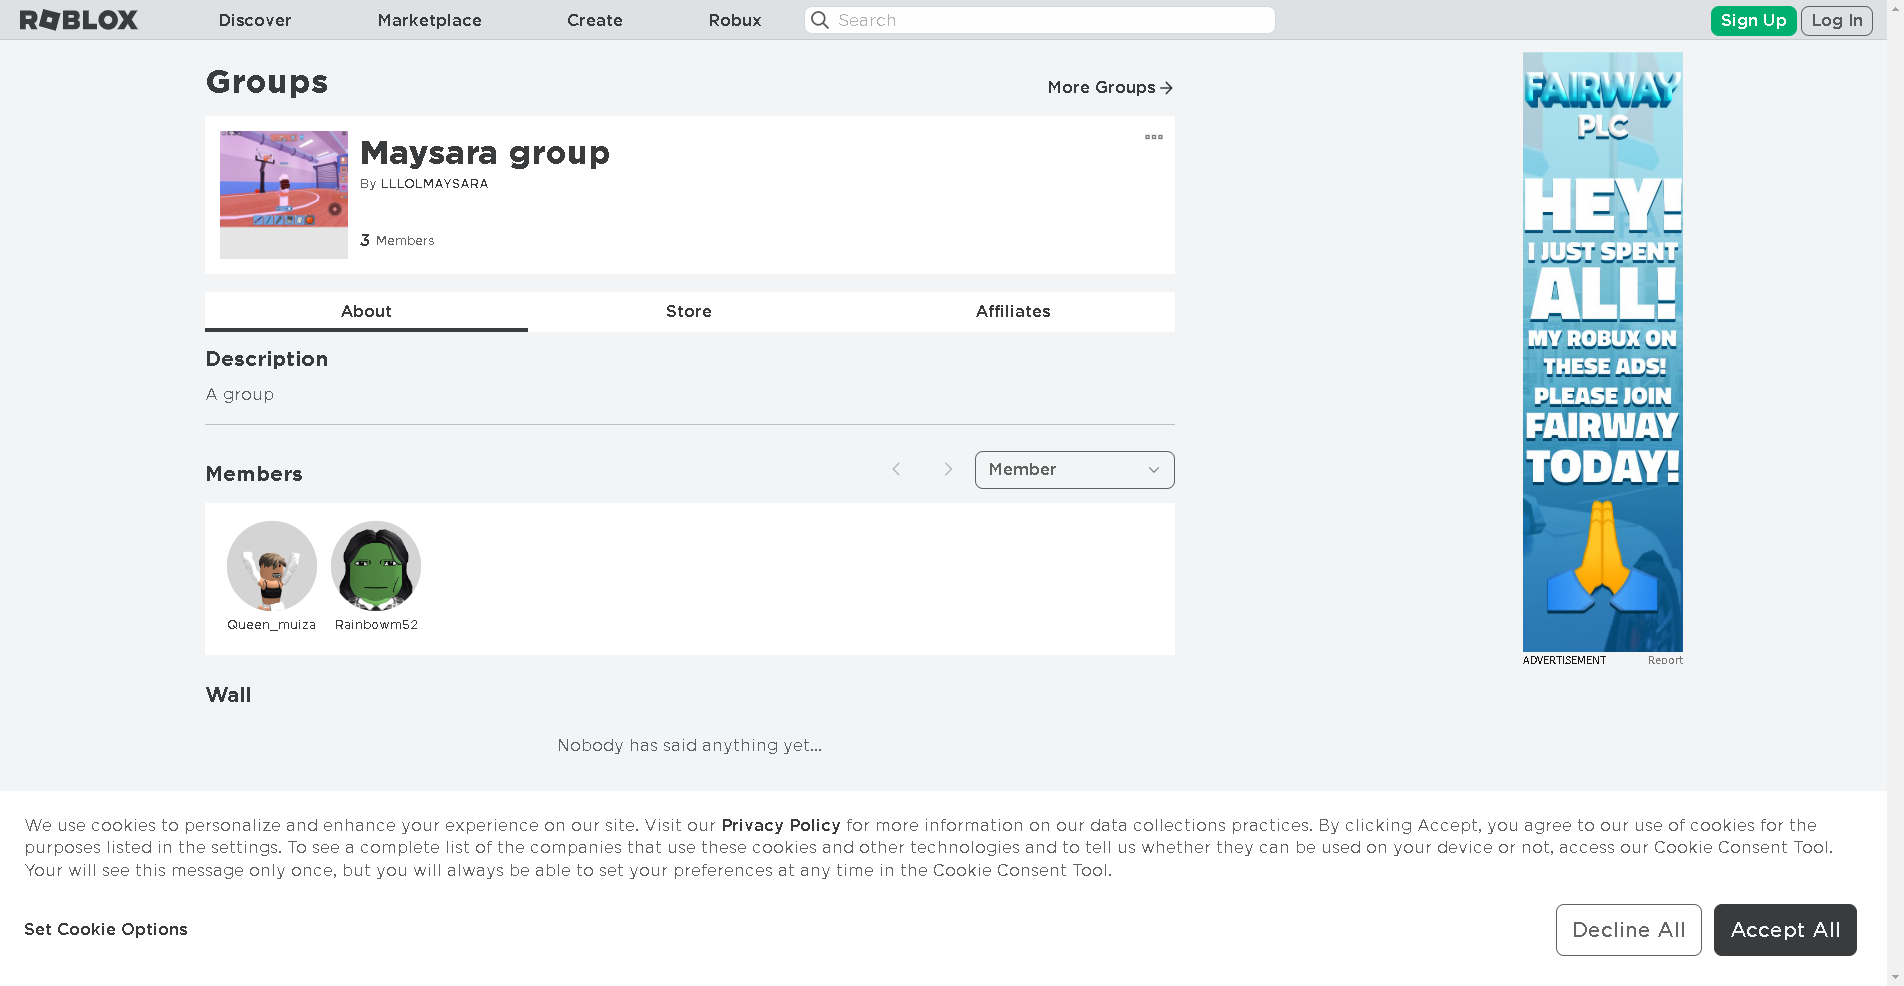 ROBLOX
Discover
Marketplace
Create
Robux
Search
Sign Up
Log In
Groups
More Groups
Maysara group
By LLLOLMAYSARA
3 Members
About
Store
Affiliates
Description
A group
Members
Member
Queen_muiza
Rainbowm52
Wall
Nobody has said anything yet...
FAIRWAY
PLC
HEY!
I JUST SPENT
ALL!
MY ROBUX ON
THESE ADS!
PLEASE JOIN
FAIRWAY
TODAY!
ADVERTISEMENT
Report
We use cookies to personalize and enhance your experience on our site. Visit our Privacy Policy for more information on our data collections practices. By clicking Accept, you agree to our use of cookies for the
purposes listed in the settings. To see a complete list of the companies that use these cookies and other technologies and to tell us whether they can be used on your device or not, access our Cookie Consent Tool.
Your will see this message only once, but you will always be able to set your preferences at any time in the Cookie Consent Tool.
Set Cookie Options
Decline All
Accept All